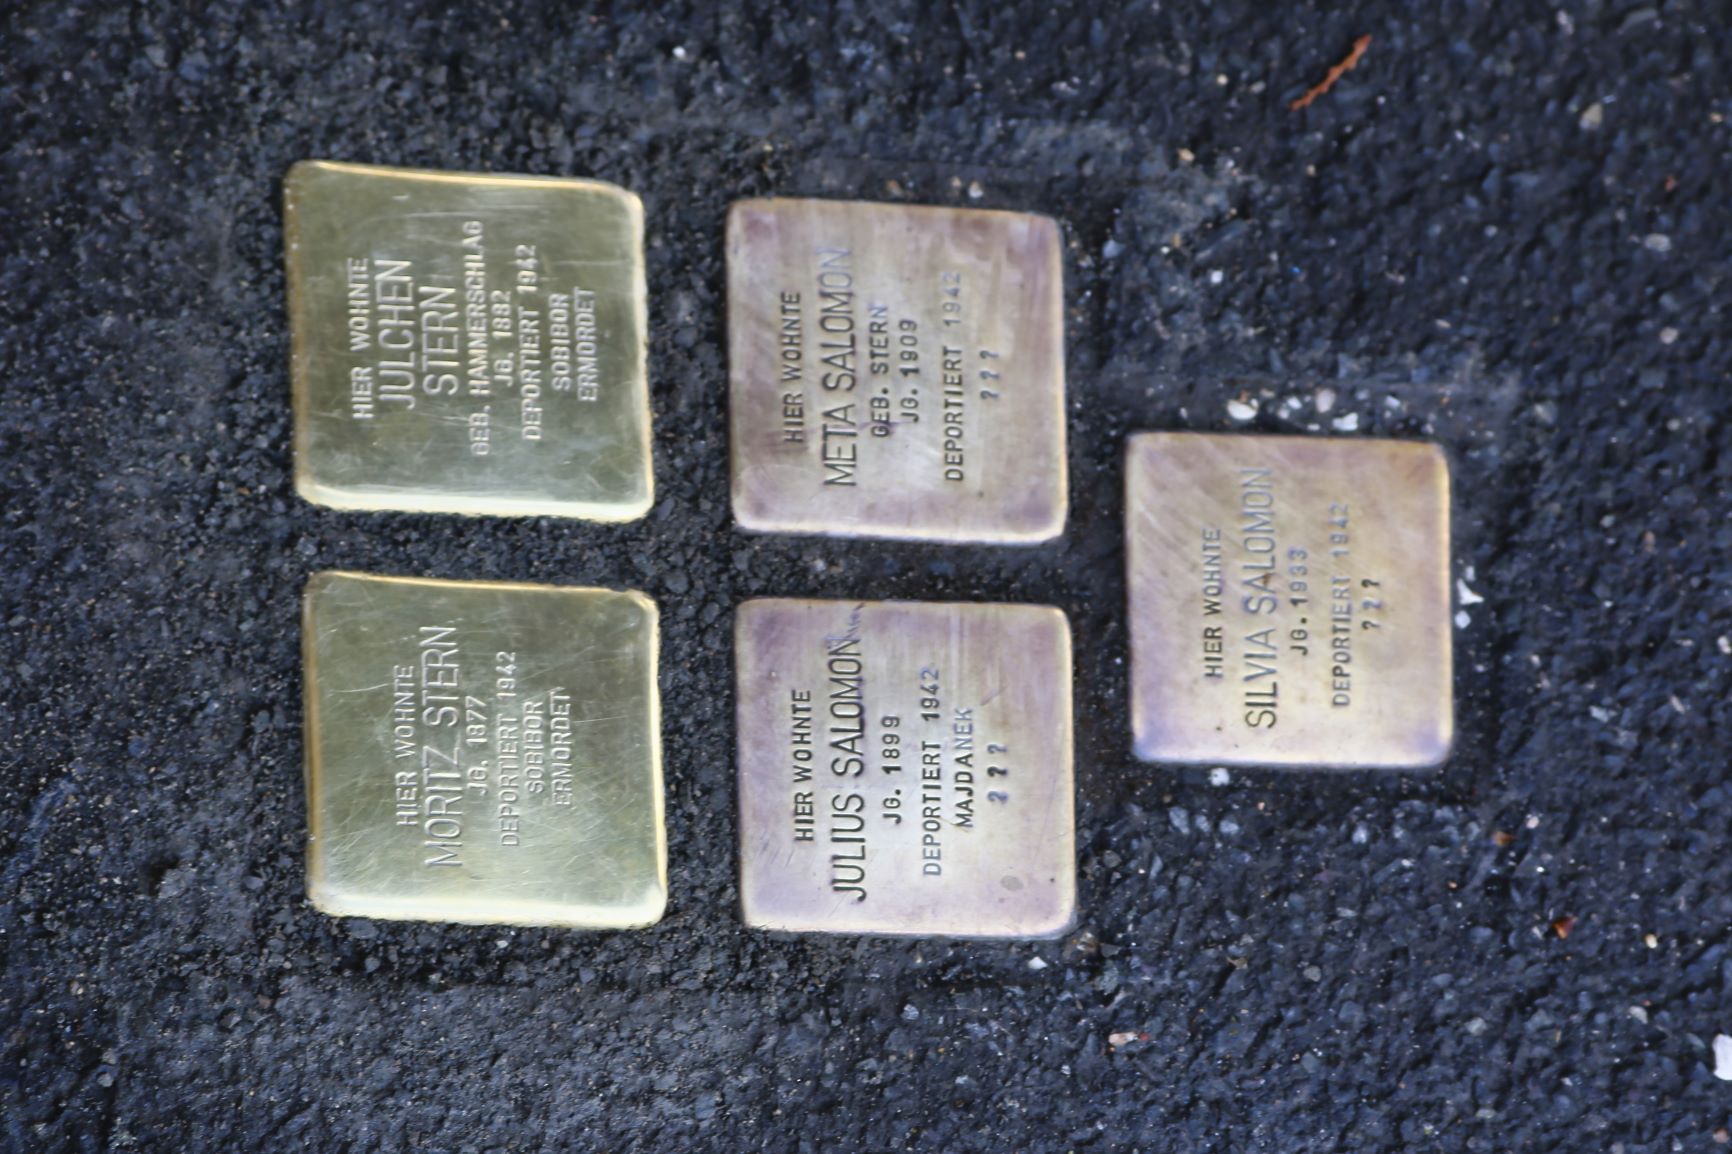 HIER WOHNTE
MORITZ STERN
JG. 1877
DEPORTIERT 1942
SOBIBOR
ERMORDET
HIER WOHNTE
JULCHEN
STERN
GEB. HAMMERSCHLAG
JG. 1882
DEPORTIERT 1942
SOBIBOR
ERMORDET
HIER WOHNTE
JULIUS SALOMON
JG. 1899
DEPORTIERT 1942
MAJDANEK
? ? ?
HIER WOHNTE
META SALOMON
GEB. STERN
JG. 1909
DEPORTIERT 1942
? ? ?
HIER WOHNTE
SILVIA SALOMON
JG. 1933
DEPORTIERT 1942
? ? ?